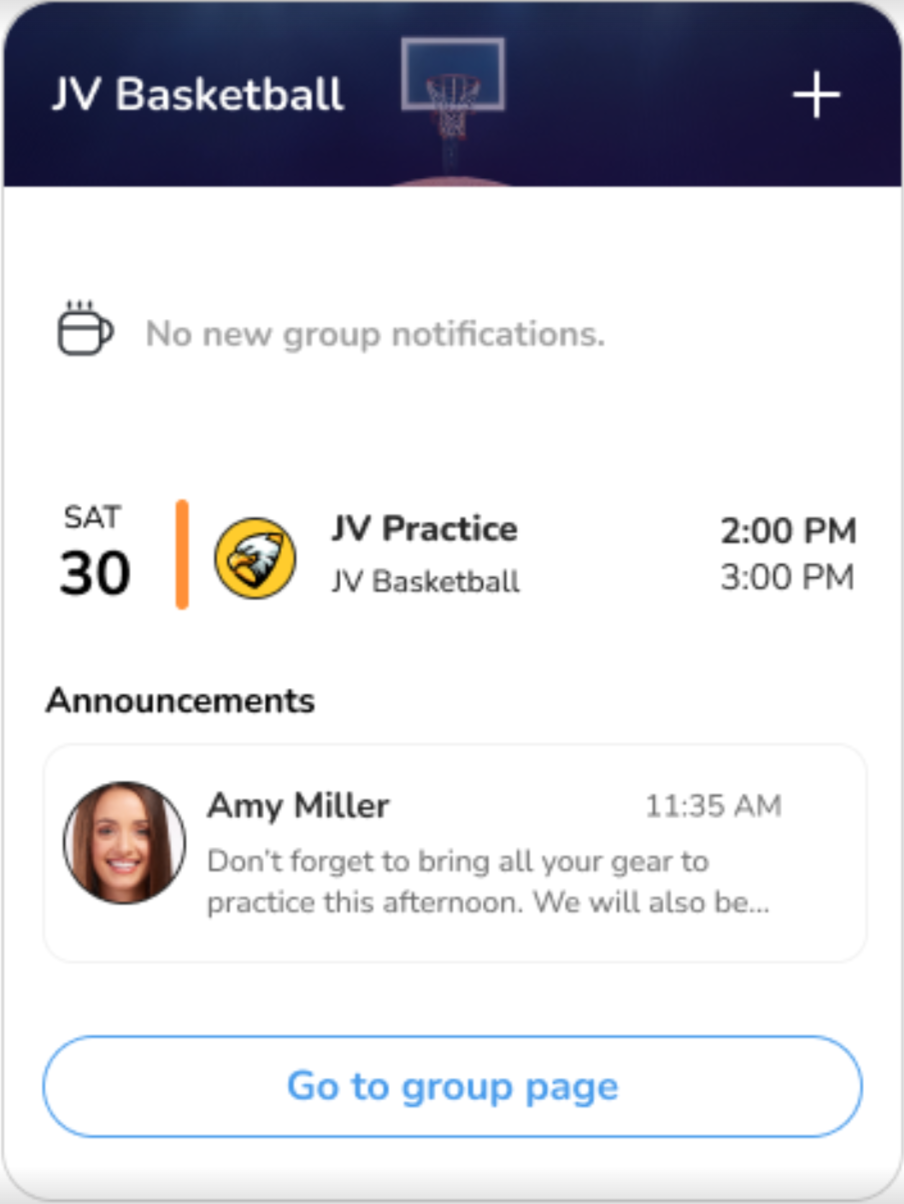 JV Basketball
No new group notifications.
SAT
30
JV Practice
JV Basketball
2:00 PM
3:00 PM
Announcements
Amy Miller
11:35 AM
Don't forget to bring all your gear to
practice this afternoon. We will also be...
Go to group page